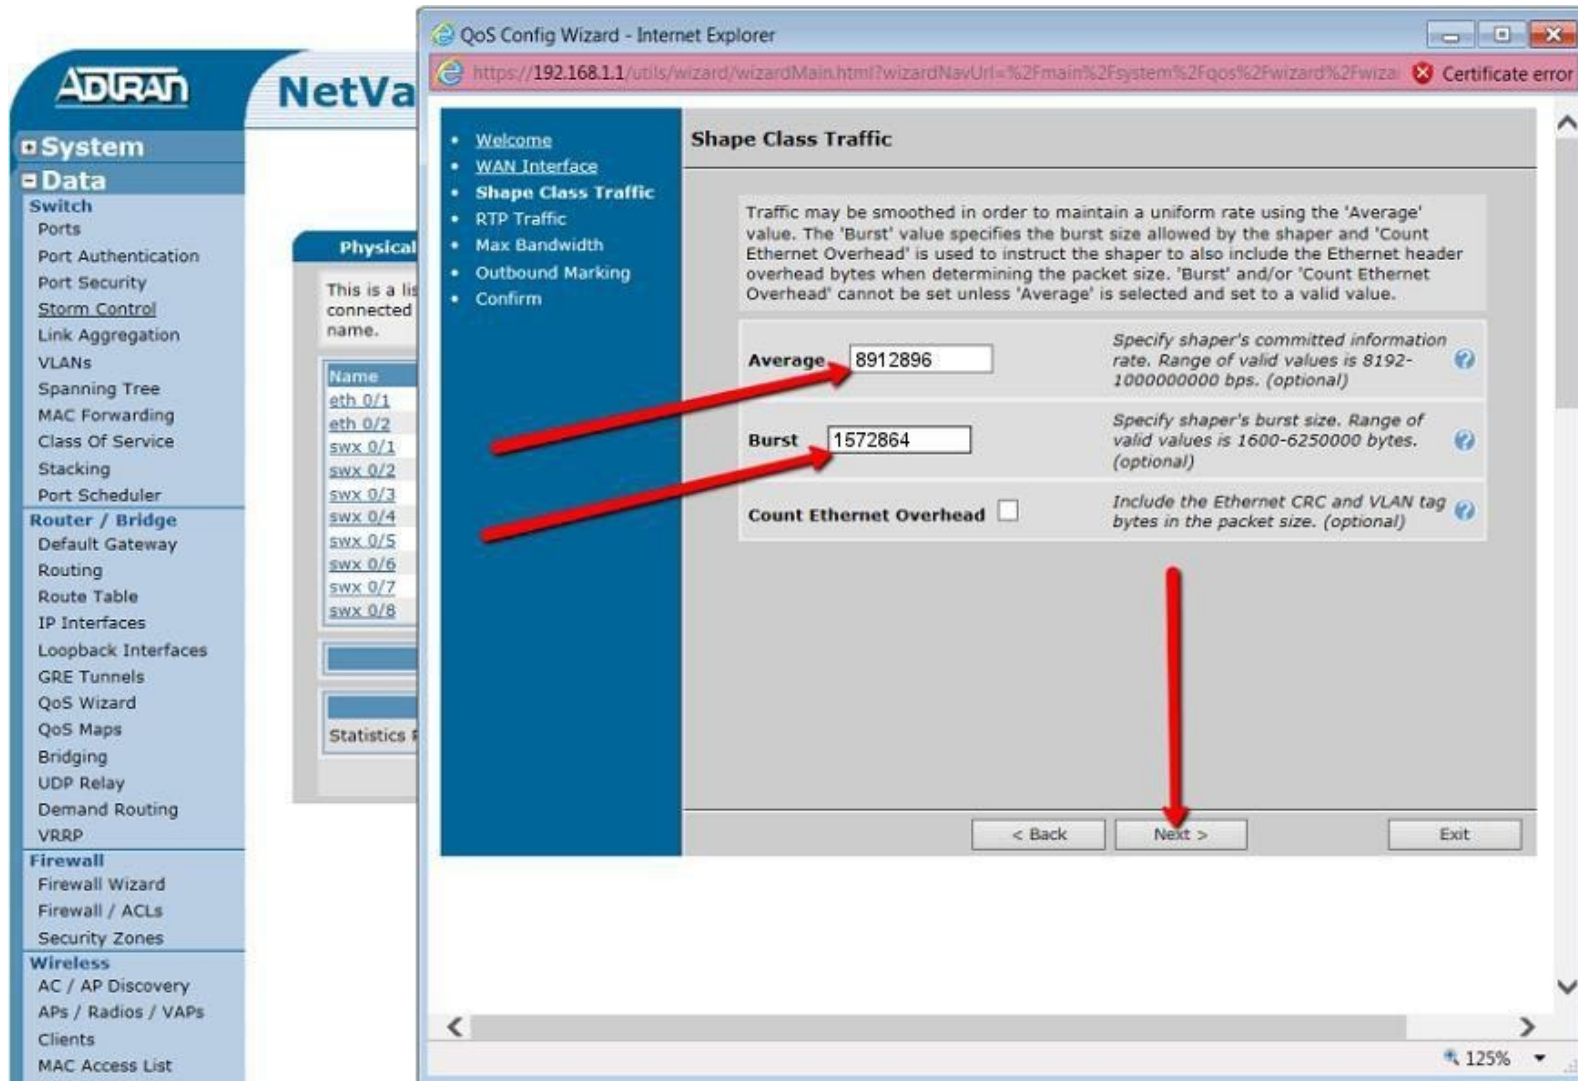 ADTRAN
NetVa
System
Data
Switch
Ports
Port Authentication
Port Security
Storm Control
Link Aggregation
VLANs
Spanning Tree
MAC Forwarding
Class Of Service
Stacking
Port Scheduler
Router / Bridge
Default Gateway
Routing
Route Table
IP Interfaces
Loopback Interfaces
GRE Tunnels
QoS Wizard
QoS Maps
Bridging
UDP Relay
Demand Routing
VRRP
Firewall
Firewall Wizard
Firewall / ACLs
Security Zones
Wireless
AC / AP Discovery
APs / Radios / VAPs
Clients
MAC Access List
Physical
This is a lis
connected
name.
Name
eth 0/1
eth 0/2
swx 0/1
swx 0/2
swx 0/3
swx 0/4
swx 0/5
swx 0/6
swx 0/7
swx 0/8
Statistics
QoS Config Wizard - Internet Explorer
https://192.168.1.1/utils/wizard/wizardMain.html?wizardNavUrl=%2Fmain%2Fsystem%2Fqos%2Fwizard%2Fwiza
Certificate error
Welcome
WAN Interface
Shape Class Traffic
RTP Traffic
Max Bandwidth
Outbound Marking
Confirm
Shape Class Traffic
Traffic may be smoothed in order to maintain a uniform rate using the 'Average'
value. The 'Burst' value specifies the burst size allowed by the shaper and 'Count
Ethernet Overhead' is used to instruct the shaper to also include the Ethernet header
overhead bytes when determining the packet size. 'Burst' and/or 'Count Ethernet
Overhead' cannot be set unless 'Average' is selected and set to a valid value.
Average 8912896
Specify shaper's committed information
rate. Range of valid values is 8192-
1000000000 bps. (optional)
Burst 1572864
Specify shaper's burst size. Range of
valid values is 1600-6250000 bytes.
(optional)
Count Ethernet Overhead
Include the Ethernet CRC and VLAN tag
bytes in the packet size. (optional)
< Back
Next >
Exit
125%